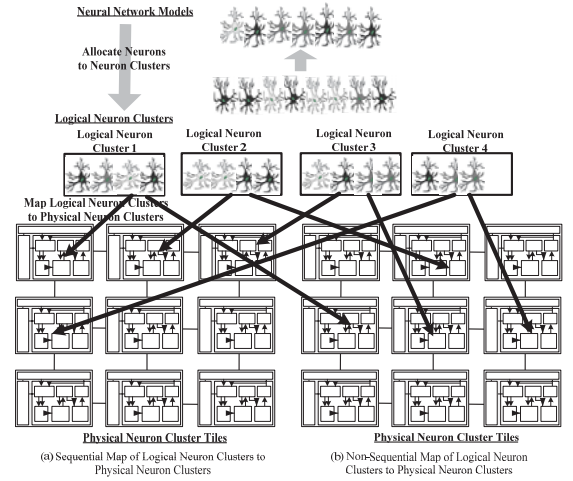 Neural Network Models
Allocate Neurons
to Neuron Clusters
Logical Neuron Clusters
Logical Neuron
Cluster 1
Logical Neuron
Cluster 2
Logical Neuron
Cluster 3
Logical Neuron
Cluster 4
Map Logical Neuron Clusters
to Physical Neuron Clusters
Physical Neuron Cluster Tiles
(a) Sequential Map of Logical Neuron Clusters to
Physical Neuron Clusters
Physical Neuron Cluster Tiles
(b) Non-Sequential Map of Logical Neuron
Clusters to Physical Neuron Clusters